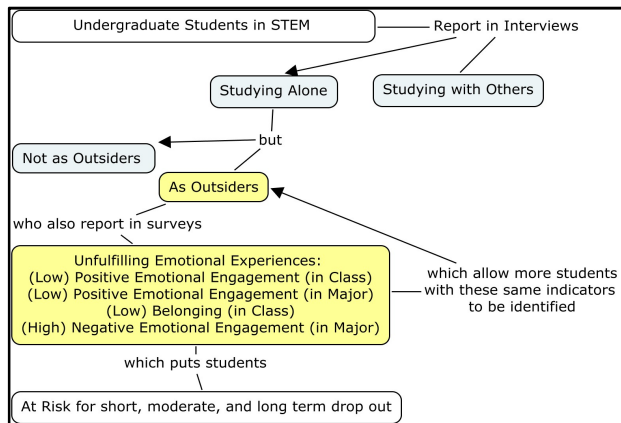 Undergraduate Students in STEM
Report in Interviews
Studying Alone
Studying with Others
but
Not as Outsiders
As Outsiders
who also report in surveys
Unfulfilling Emotional Experiences:
(Low) Positive Emotional Engagement (in Class)
(Low) Positive Emotional Engagement (in Major)
(Low) Belonging (in Class)
(High) Negative Emotional Engagement (in Major)
which allow more students
with these same indicators
to be identified
which puts students
At Risk for short, moderate, and long term drop out